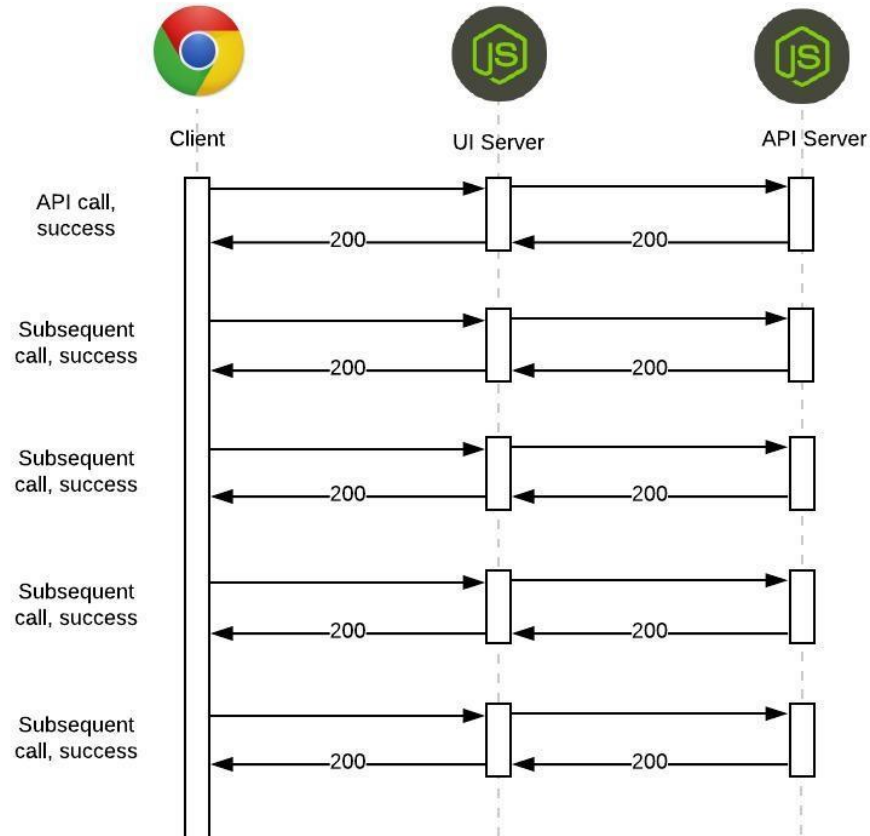 JS
JS
Client
UI Server
API Server
API call,
success
200
200
Subsequent
call, success
200
200
Subsequent
call, success
200
200
Subsequent
call, success
200
200
Subsequent
call, success
200
200